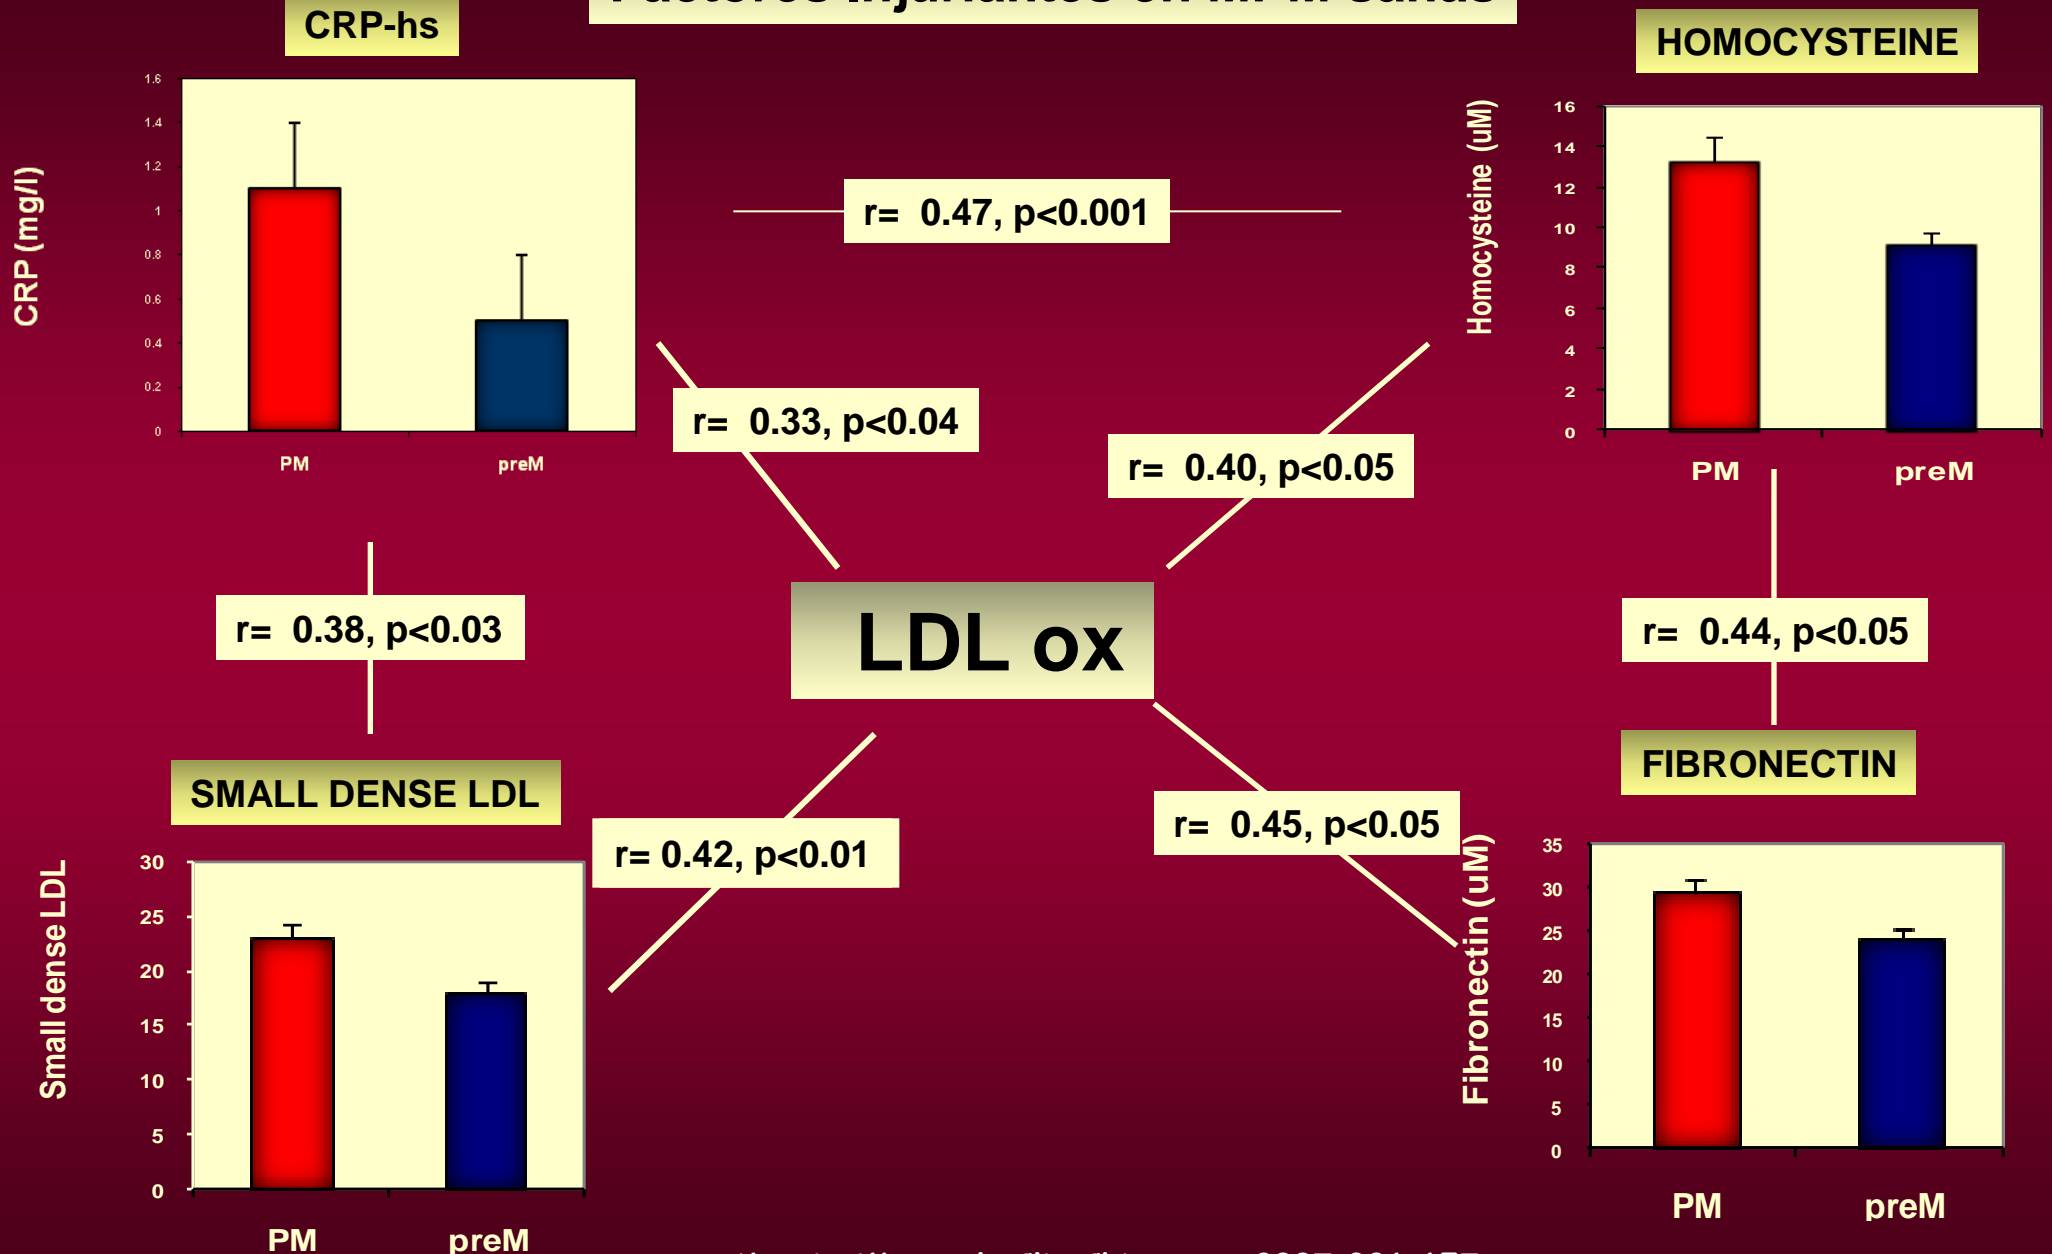 CRP-hs
HOMOCYSTEINE
CRP (mg/l)
1.6
1.4
1.2
1
0.8
0.6
0.4
0.2
0
PM preM
Homocysteine (uM)
16
14
12
10
8
6
4
2
0
PM preM
r= 0.47, p<0.001
r= 0.33, p<0.04
r= 0.40, p<0.05
r= 0.38, p<0.03
LDL ox
r= 0.44, p<0.05
SMALL DENSE LDL
FIBRONECTIN
r= 0.42, p<0.01
r= 0.45, p<0.05
Small dense LDL
30
25
20
15
10
5
0
PM preM
Fibronectin (uM)
35
30
25
20
15
10
5
0
PM preM